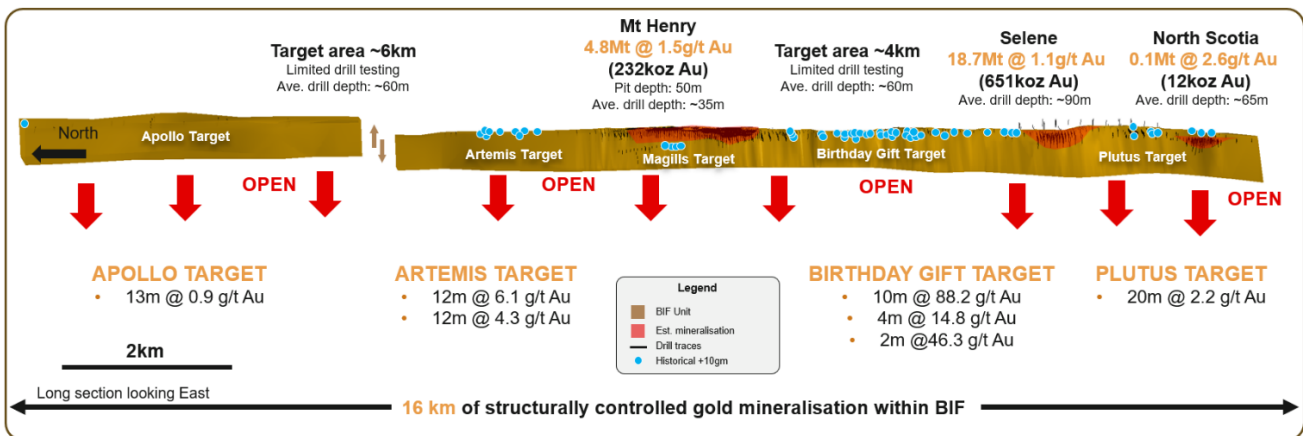 Target area ~6km
Limited drill testing
Ave. drill depth: ~60m
Mt Henry
4.8Mt @ 1.5g/t Au
(232koz Au)
Pit depth: 50m
Ave. drill depth: ~35m
Target area ~4km
Limited drill testing
Ave. drill depth: ~60m
Selene
18.7Mt @ 1.1g/t Au
(651koz Au)
Ave. drill depth: ~90m
North Scotia
0.1Mt @ 2.6g/t Au
(12koz Au)
Ave. drill depth: ~65m
North
Apollo Target
Artemis Target
Magills Target
Birthday Gift Target
Plutus Target
OPEN
OPEN
OPEN
OPEN
APOLLO TARGET
• 13m @ 0.9 g/t Au
ARTEMIS TARGET
• 12m @ 6.1 g/t Au
• 12m @ 4.3 g/t Au
Legend
BIF Unit
Est. mineralisation
Drill traces
Historical +10gm
BIRTHDAY GIFT TARGET
• 10m @ 88.2 g/t Au
• 4m @ 14.8 g/t Au
• 2m @46.3 g/t Au
PLUTUS TARGET
• 20m @ 2.2 g/t Au
2km
Long section looking East
16 km of structurally controlled gold mineralisation within BIF